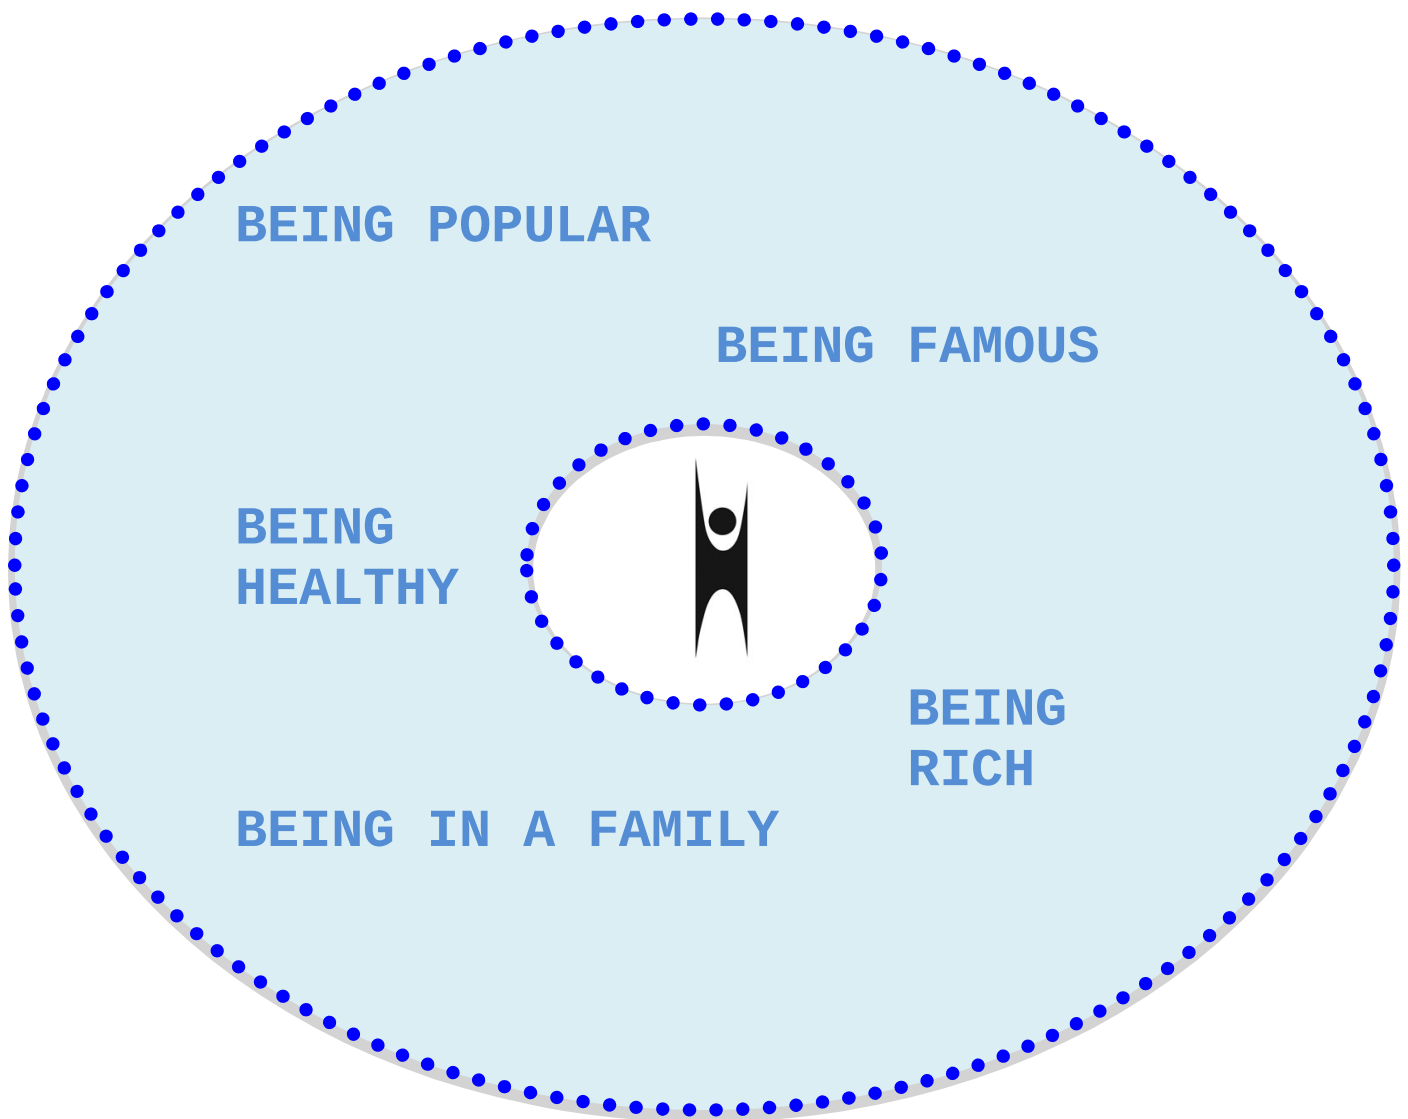 BEING POPULAR
BEING FAMOUS
BEING
HEALTHY
BEING
RICH
BEING IN A FAMILY